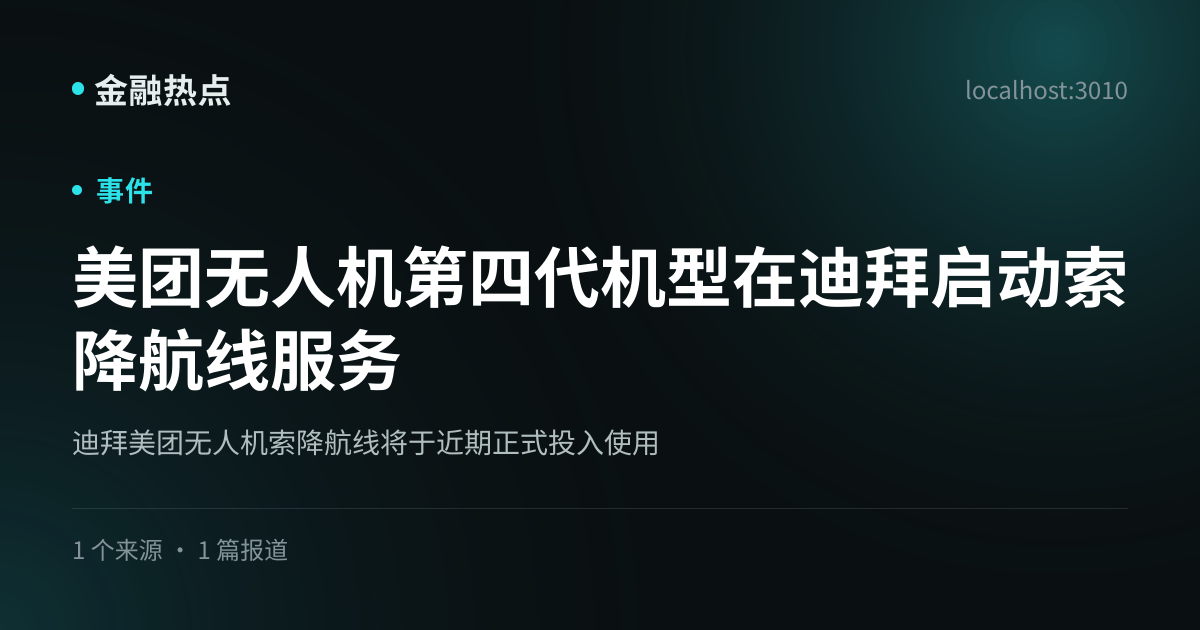 金融热点
localhost:3010
事件
美团无人机第四代机型在迪拜启动索
降航线服务
迪拜美团无人机索降航线将于近期正式投入使用
1 个来源 · 1 篇报道